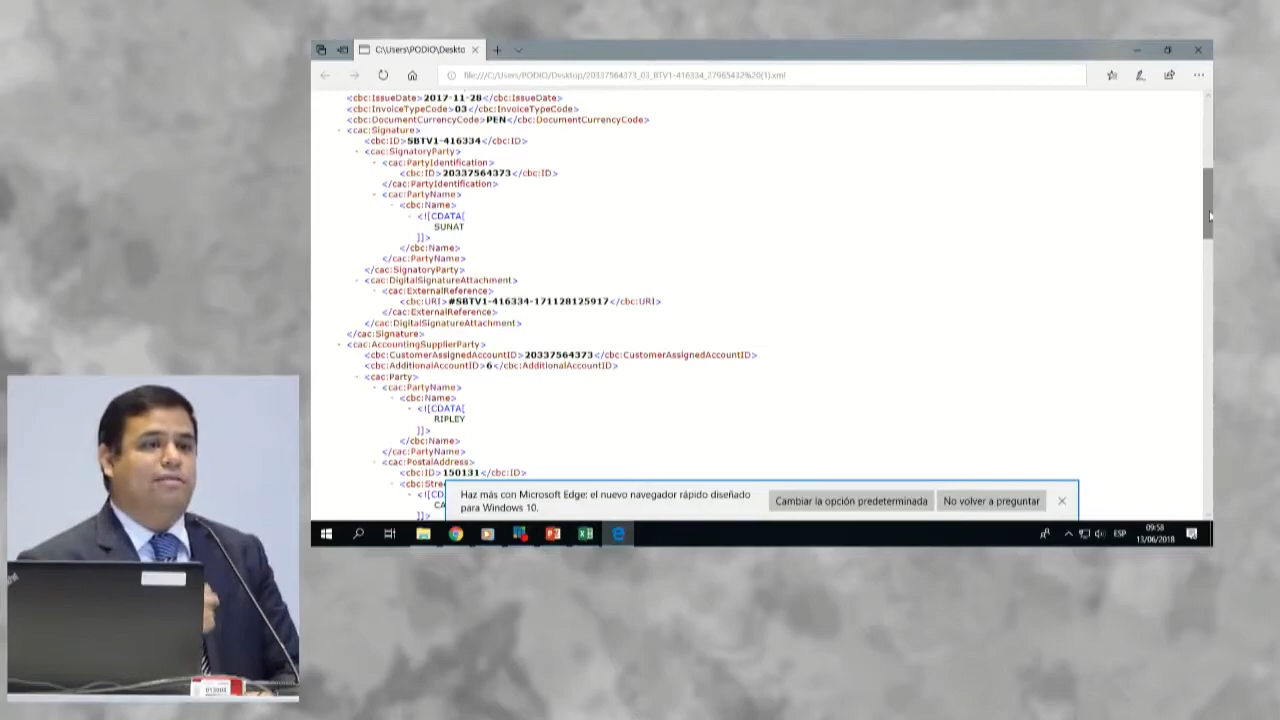 C:\Users\PODIO\Deskto
file:///C:/Users/PODIO/Desktop/20337564373_03_BTV1-416334_27965432%20(1).xml
<cbc:IssueDate>2017-11-28</cbc:IssueDate>
<cbc:InvoiceTypeCode>03</cbc:InvoiceTypeCode>
<cbc:DocumentCurrencyCode>PEN</cbc:DocumentCurrencyCode>
- <cac:Signature>
<cbc:ID>SBTV1-416334</cbc:ID>
- <cac:SignatoryParty>
- <cac:PartyIdentification>
<cbc:ID>20337564373</cbc:ID>
</cac:PartyIdentification>
- <cac:PartyName>
- <cbc:Name>
- <![CDATA[
SUNAT
]]>
</cbc:Name>
</cac:PartyName>
</cac:SignatoryParty>
- <cac:DigitalSignatureAttachment>
- <cac:ExternalReference>
<cbc:URI>#SBTV1-416334-171128125917</cbc:URI>
</cac:ExternalReference>
</cac:DigitalSignatureAttachment>
</cac:Signature>
- <cac:AccountingSupplierParty>
<cbc:CustomerAssignedAccountID>20337564373</cbc:CustomerAssignedAccountID>
<cbc:AdditionalAccountID>6</cbc:AdditionalAccountID>
- <cac:Party>
- <cac:PartyName>
- <cbc:Name>
- <![CDATA[
RIPLEY
]]>
</cbc:Name>
</cac:PartyName>
- <cac:PostalAddress>
<cbc:ID>150131</cbc:ID>
- <cbc:Stre
- <![CD
CA
]]>
Haz más con Microsoft Edge: el nuevo navegador rápido diseñado
para Windows 10.
Cambiar la opción predeterminada
No volver a preguntar
ESP
09:58
13/06/2018